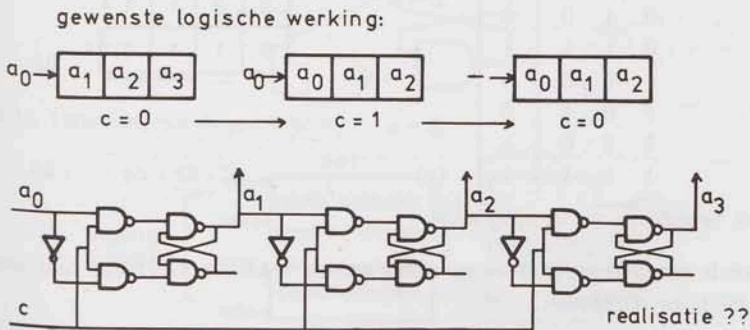 gewenste logische werking:
a₀ a₁ a₂ a₃ a₀ a₀ a₁ a₂ a₀ a₁ a₂
c = 0 c = 1 c = 0
a₀ a₁ a₂ a₃
c
realisatie ??